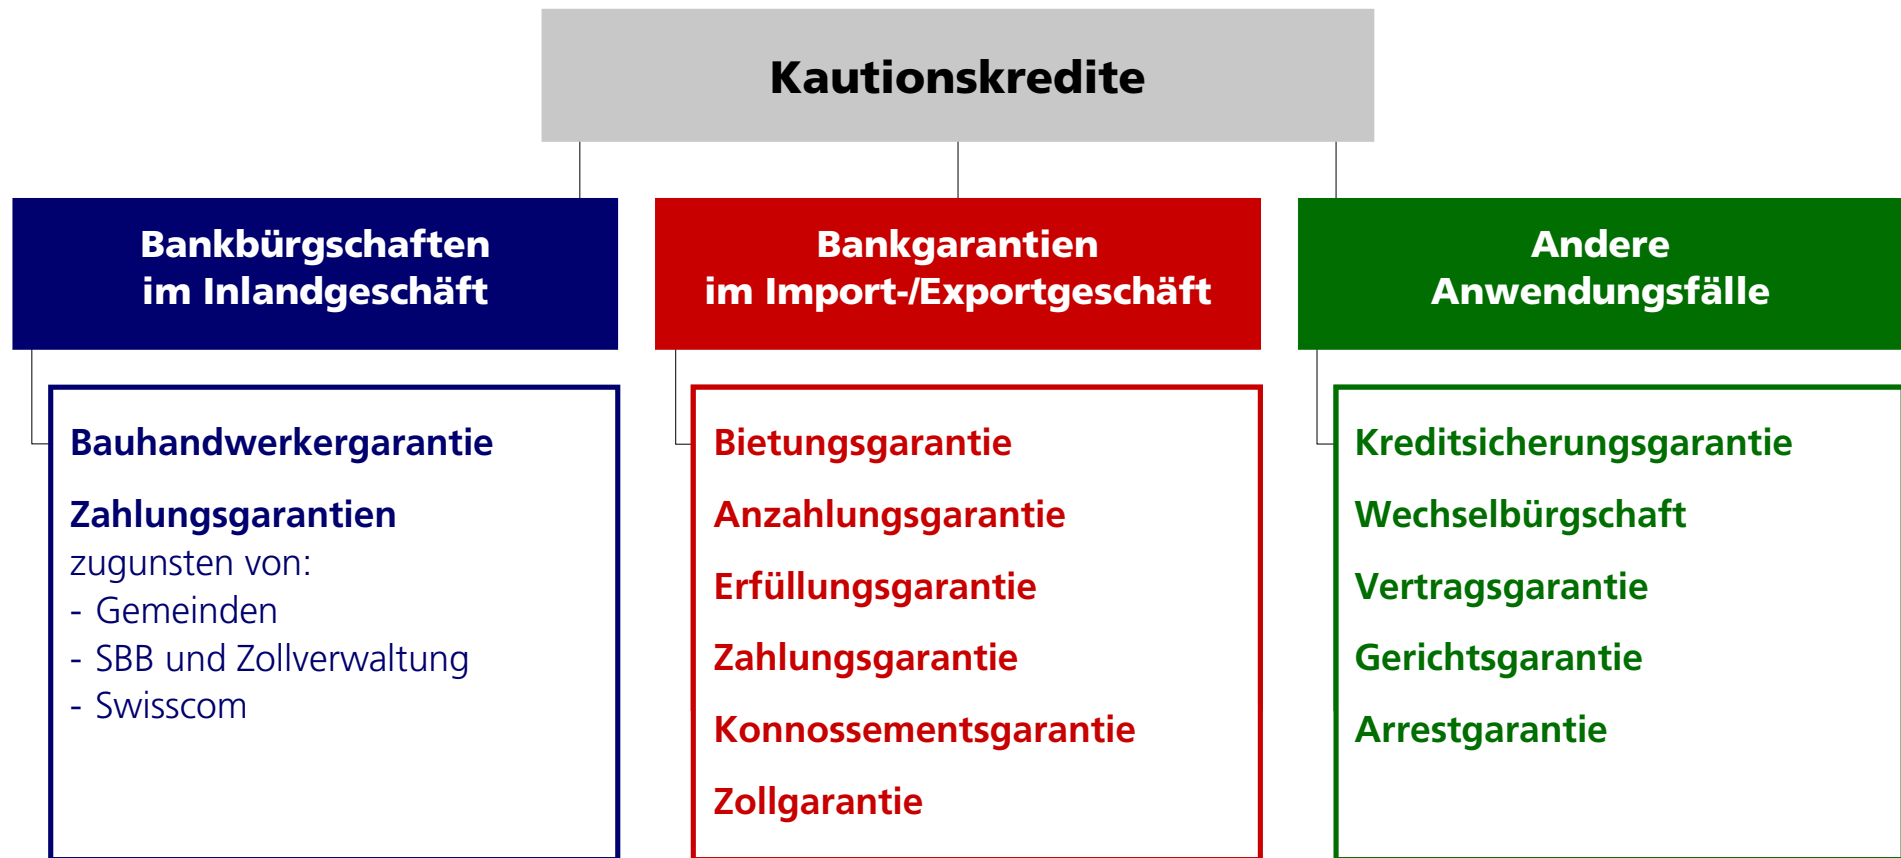 Kautionskredite
Bankbürgschaften
im Inlandgeschäft
Bauhandwerkergarantie
Zahlungsgarantien
zugunsten von:
- Gemeinden
- SBB und Zollverwaltung
- Swisscom
Bankgarantien
im Import-/Exportgeschäft
Bietungsgarantie
Anzahlungsgarantie
Erfüllungsgarantie
Zahlungsgarantie
Konnossementsgarantie
Zollgarantie
Andere
Anwendungsfälle
Kreditsicherungsgarantie
Wechselbürgschaft
Vertragsgarantie
Gerichtsgarantie
Arrestgarantie